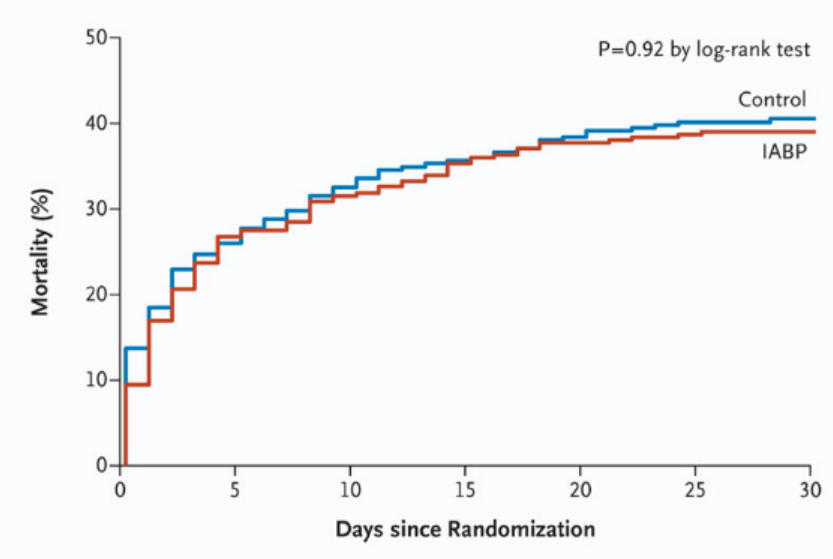 50
P=0.92 by log-rank test
Control
40
IABP
30
Mortality (%)
20
10
0
0 5 10 15 20 25 30
Days since Randomization